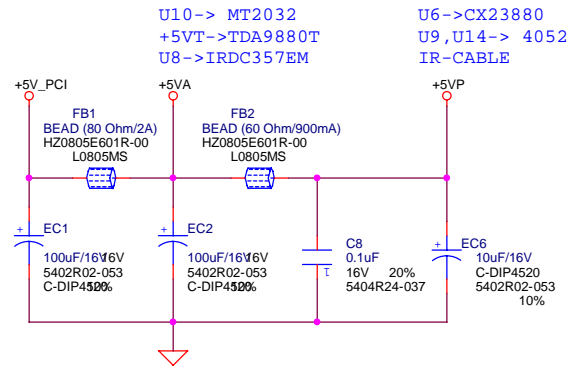 U10-> MT2032
+5VT->TDA9880T
U8->IRDC357EM
U6->CX23880
U9,U14-> 4052
IR-CABLE
+5V_PCI
+5VA
+5VP
FB1
BEAD (80 Ohm/2A)
HZ0805E601R-00
L0805MS
FB2
BEAD (60 Ohm/900mA)
HZ0805E601R-00
L0805MS
EC1
100uF/16V 16V
5402R02-053
C-DIP4520
EC2
100uF/16V 16V
5402R02-053
C-DIP4520
C8
0.1uF
16V 20%
5404R24-037
EC6
10uF/16V
C-DIP4520
5402R02-053
10%